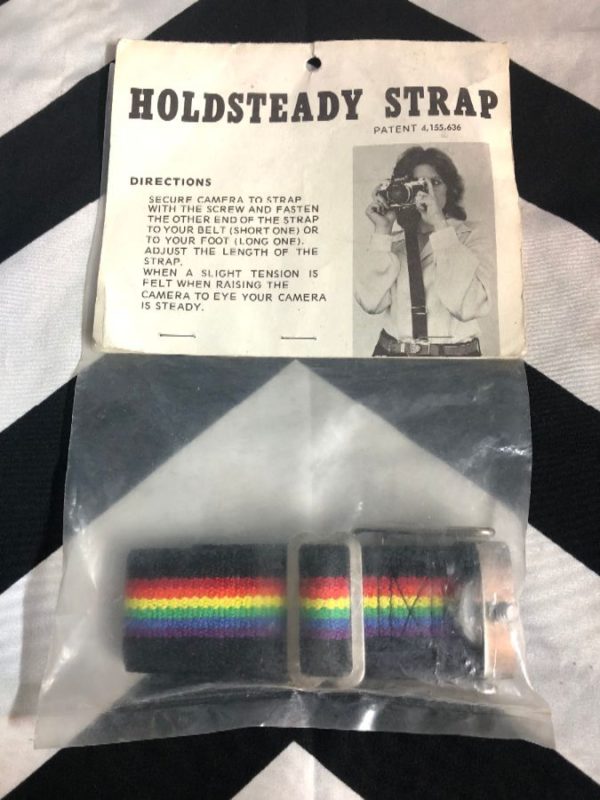 HOLDSTEADY STRAP
PATENT 4,155,636
DIRECTIONS
SECURE CAMERA TO STRAP
WITH THE SCREW AND FASTEN
THE OTHER END OF THE STRAP
TO YOUR BELT (SHORT ONE) OR
TO YOUR FOOT (LONG ONE).
ADJUST THE LENGTH OF THE
STRAP.
WHEN A SLIGHT TENSION IS
FELT WHEN RAISING THE
CAMERA TO EYE YOUR CAMERA
IS STEADY.